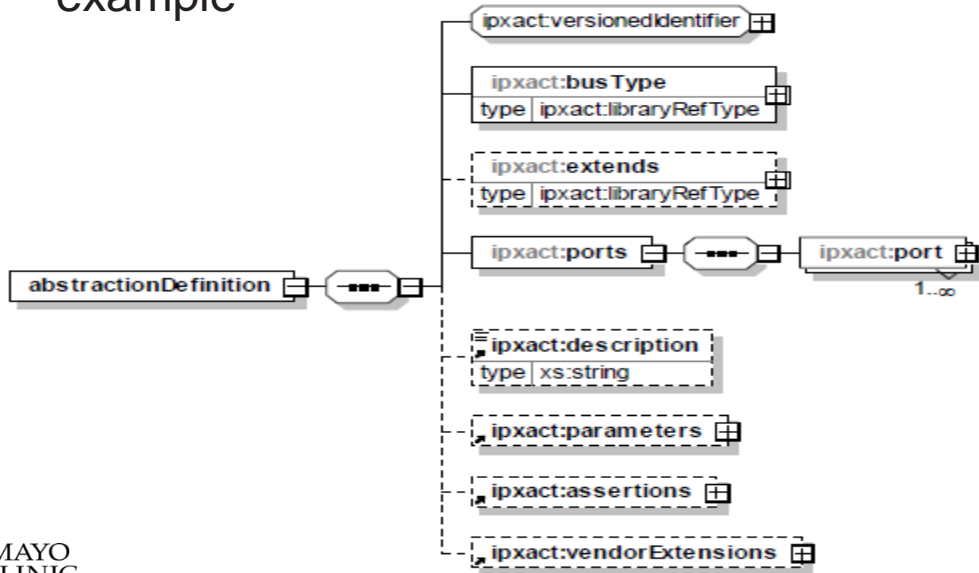 example
ipxact:versionedIdentifier
ipxact:busType
type ipxact:libraryRefType
ipxact:extends
type ipxact:libraryRefType
ipxact:ports
ipxact:port
1..∞
abstractionDefinition
ipxact:description
type xs:string
ipxact:parameters
ipxact:assertions
ipxact:vendorExtensions
MAYO